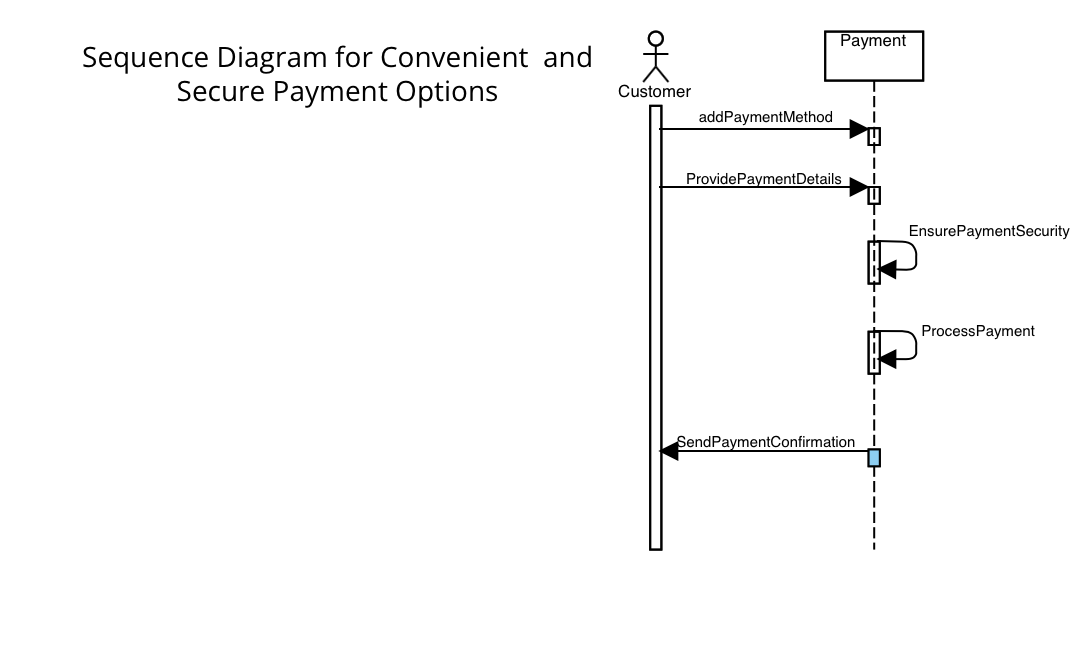 Sequence Diagram for Convenient  and
Secure Payment Options
Customer
Payment
addPaymentMethod
ProvidePaymentDetails
EnsurePaymentSecurity
ProcessPayment
SendPaymentConfirmation